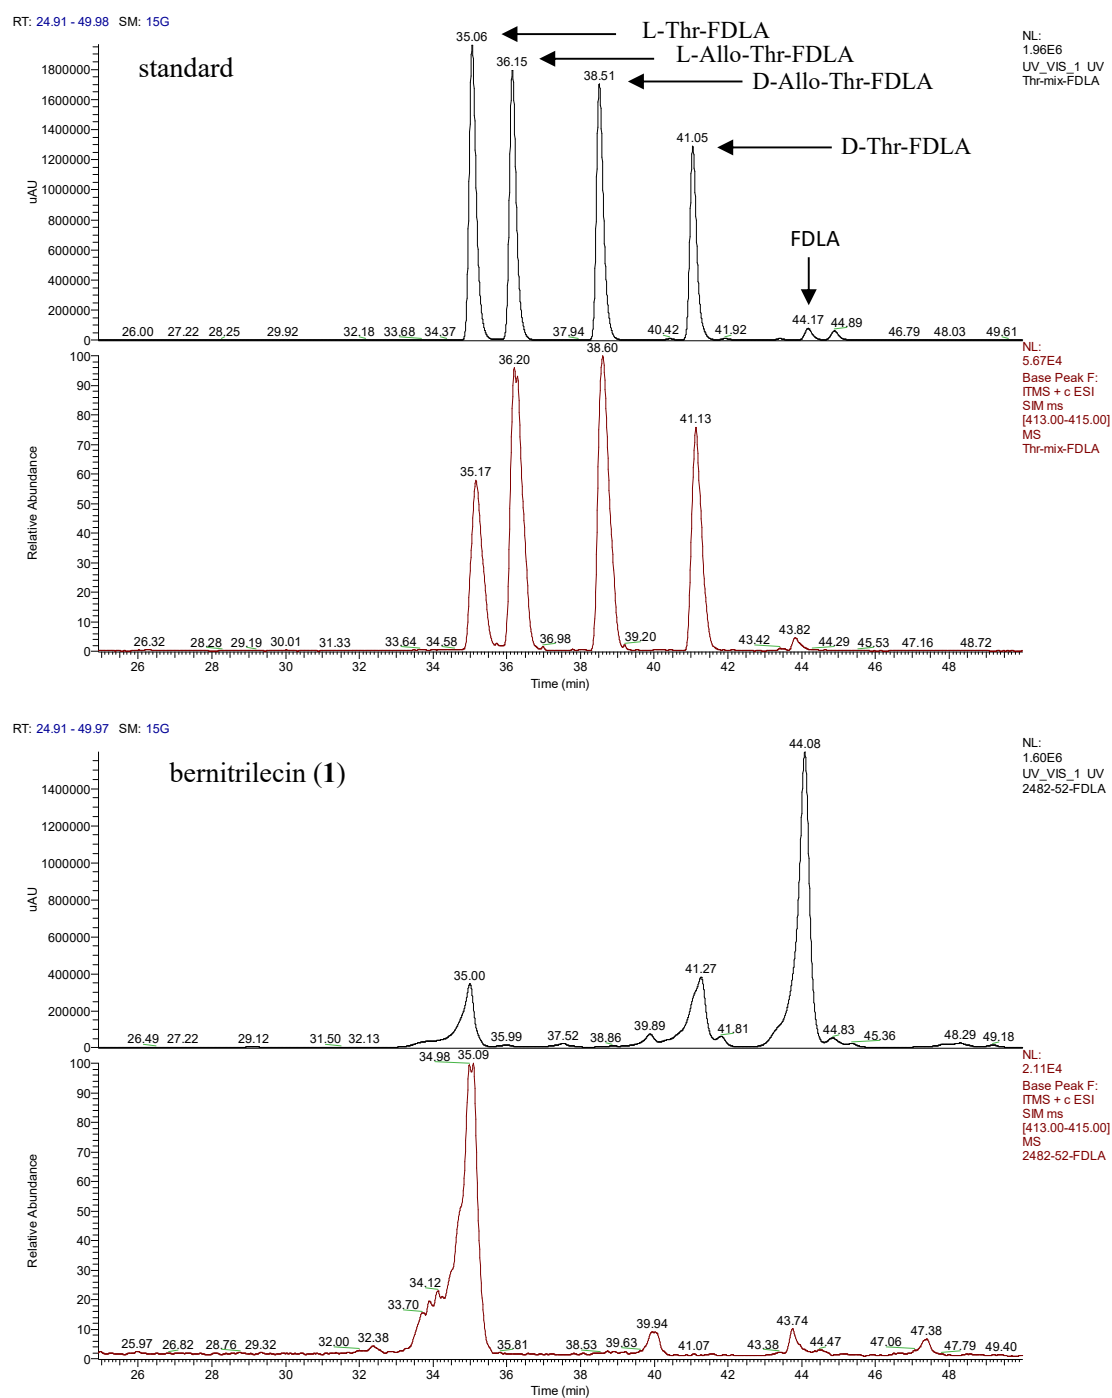 RT: 24.91 - 49.98 SM: 15G
standard
35.06
L-Thr-FDLA
36.15
L-Allo-Thr-FDLA
38.51
D-Allo-Thr-FDLA
41.05
D-Thr-FDLA
FDLA
NL:
1.96E6
UV_VIS_1 UV
Thr-mix-FDLA
1800000
1600000
1400000
1200000
1000000
800000
600000
400000
200000
0
uAU
26.00 27.22 28.25 29.92 32.18 33.68 34.37 37.94 40.42 41.92 44.17 44.89 46.79 48.03 49.61
NL:
5.67E4
Base Peak F:
ITMS + c ESI
SIM ms
[413.00-415.00]
MS
Thr-mix-FDLA
100
90
80
70
60
50
40
30
20
10
0
Relative Abundance
35.17 36.20 38.60 41.13
26.32 28.28 29.19 30.01 31.33 33.64 34.58 36.98 39.20 43.42 43.82 44.29 45.53 47.16 48.72
26 28 30 32 34 36 38 40 42 44 46 48
Time (min)
RT: 24.91 - 49.97 SM: 15G
bernitrilecin (1)
NL:
1.60E6
UV_VIS_1 UV
2482-52-FDLA
1400000
1200000
1000000
800000
600000
400000
200000
0
uAU
44.08
35.00 41.27
26.49 27.22 29.12 31.50 32.13 35.99 37.52 38.86 39.89 41.81 44.83 45.36 48.29 49.18
NL:
2.11E4
Base Peak F:
ITMS + c ESI
SIM ms
[413.00-415.00]
MS
2482-52-FDLA
100
90
80
70
60
50
40
30
20
10
0
Relative Abundance
34.98 35.09
33.70 34.12
25.97 26.82 28.76 29.32 32.00 32.38 35.81 38.53 39.63 39.94 41.07 43.38 43.74 44.47 47.06 47.38 47.79 49.40
26 28 30 32 34 36 38 40 42 44 46 48
Time (min)